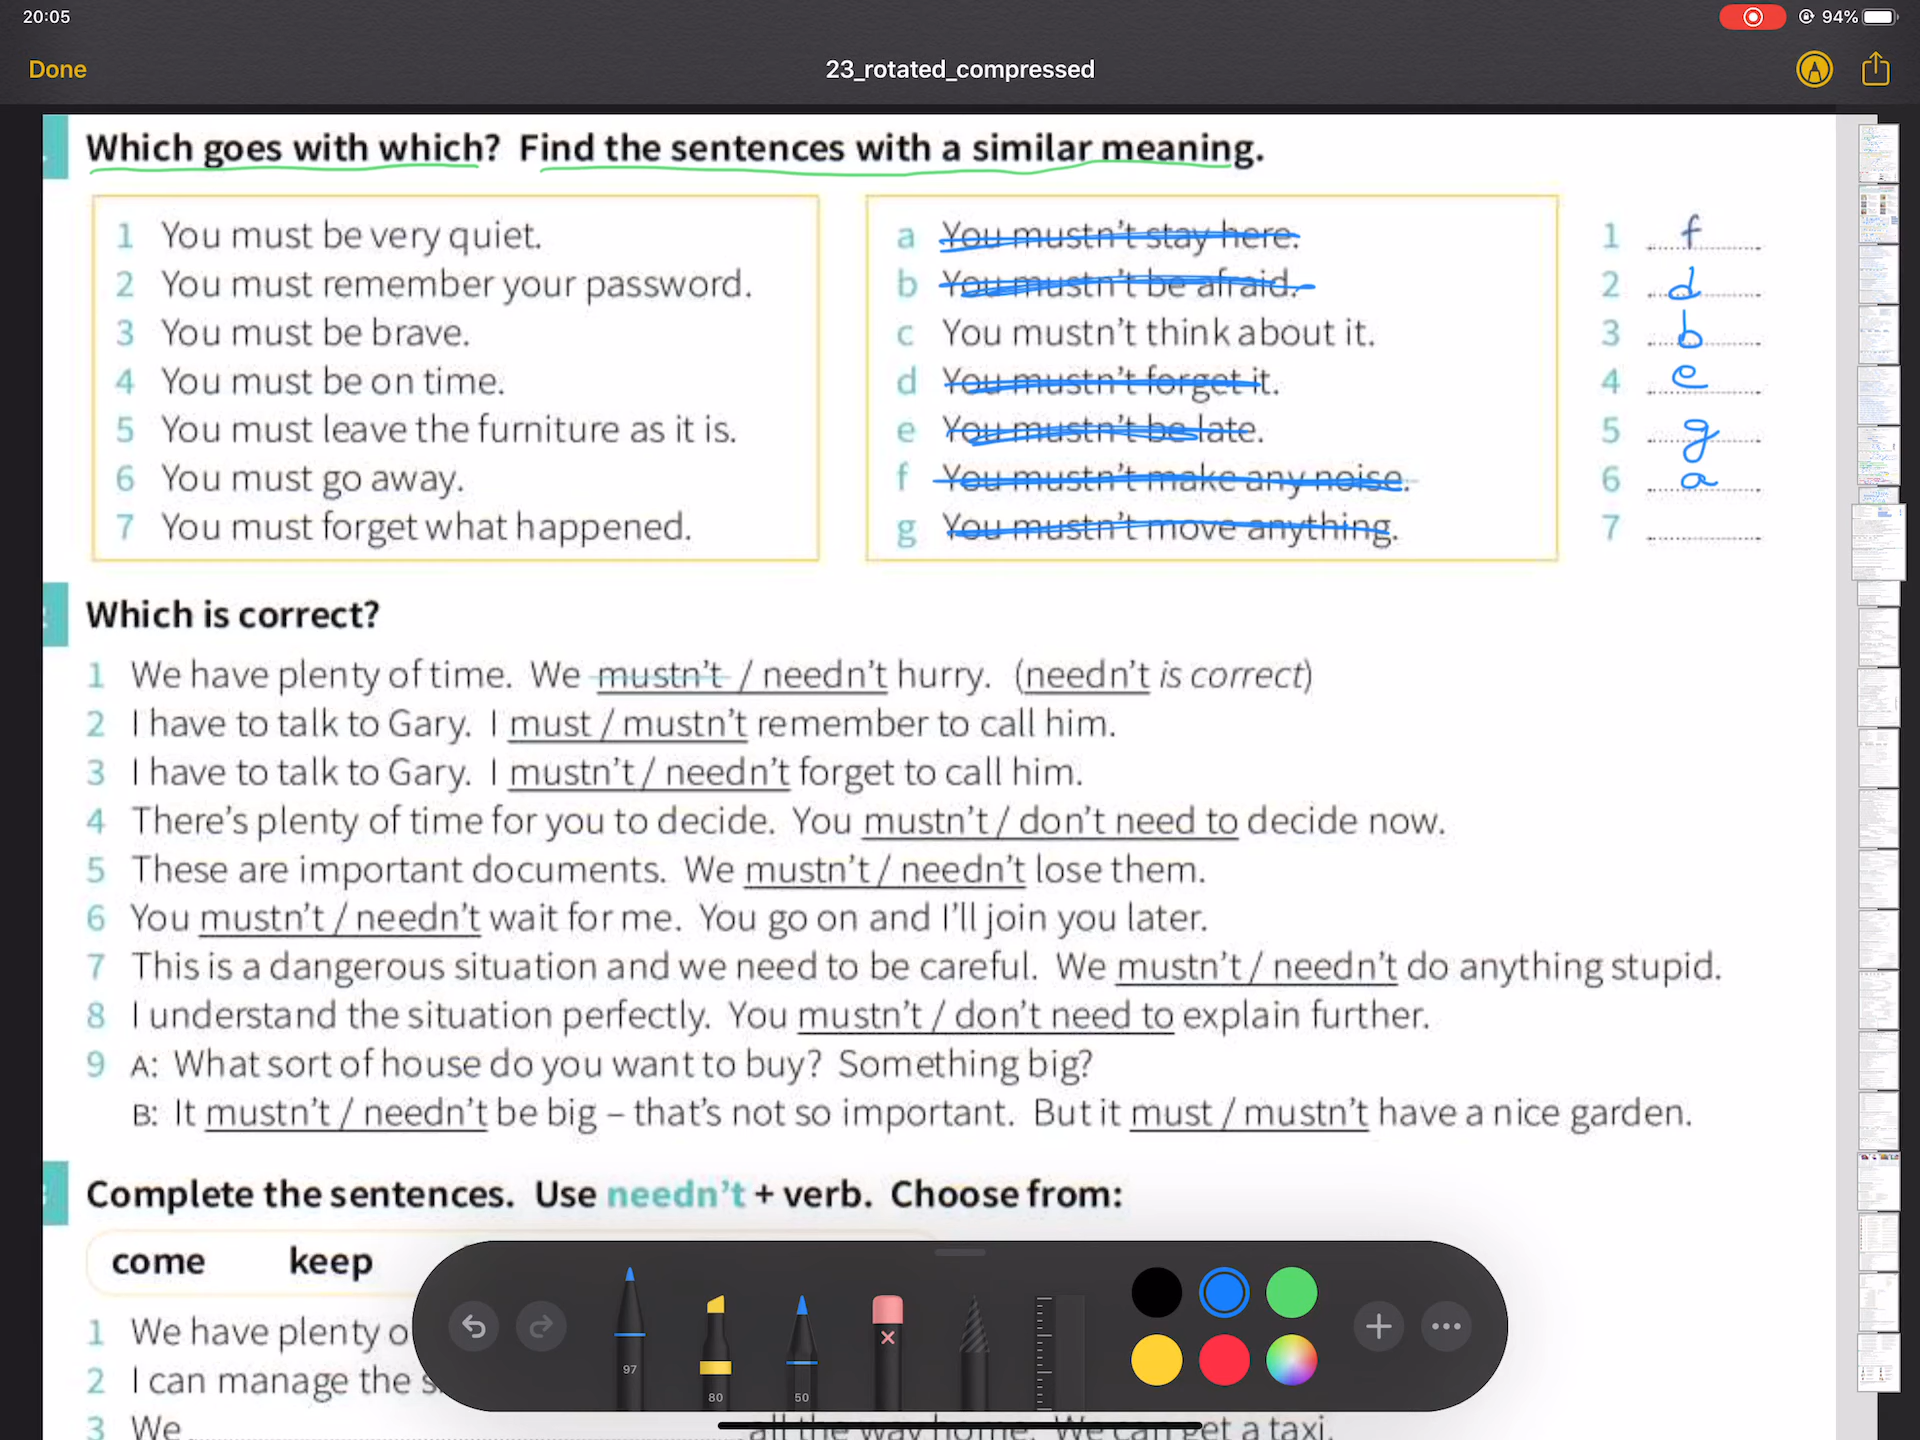 20:05
94%
Done
23_rotated_compressed
Which goes with which? Find the sentences with a similar meaning.
1 You must be very quiet.
2 You must remember your password.
3 You must be brave.
4 You must be on time.
5 You must leave the furniture as it is.
6 You must go away.
7 You must forget what happened.
a You mustn't stay here.
b You mustn't be afraid.
c You mustn't think about it.
d You mustn't forget it.
e You mustn't be late.
f You mustn't make any noise.
g You mustn't move anything.
1 f
2 d
3 b
4 e
5 g
6 a
7
Which is correct?
1 We have plenty of time. We mustn't / needn't hurry. (needn't is correct)
2 I have to talk to Gary. I must / mustn't remember to call him.
3 I have to talk to Gary. I mustn't / needn't forget to call him.
4 There's plenty of time for you to decide. You mustn't / don't need to decide now.
5 These are important documents. We mustn't / needn't lose them.
6 You mustn't / needn't wait for me. You go on and I'll join you later.
7 This is a dangerous situation and we need to be careful. We mustn't / needn't do anything stupid.
8 I understand the situation perfectly. You mustn't / don't need to explain further.
9 A: What sort of house do you want to buy? Something big?
B: It mustn't / needn't be big – that's not so important. But it must / mustn't have a nice garden.
Complete the sentences. Use needn't + verb. Choose from:
come keep
1 We have plenty o
2 I can manage the s
3 We all the way home. We can get a taxi.
97
80
50